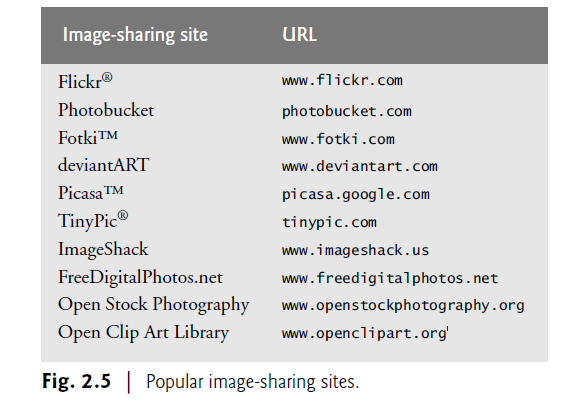 Image-sharing site URL
Flickr® www.flickr.com
Photobucket photobucket.com
Fotki™ www.fotki.com
deviantART www.deviantart.com
Picasa™ picasa.google.com
TinyPic® tinypic.com
ImageShack www.imageshack.us
FreeDigitalPhotos.net www.freedigitalphotos.net
Open Stock Photography www.openstockphotography.org
Open Clip Art Library www.openclipart.org'
Fig. 2.5 | Popular image-sharing sites.